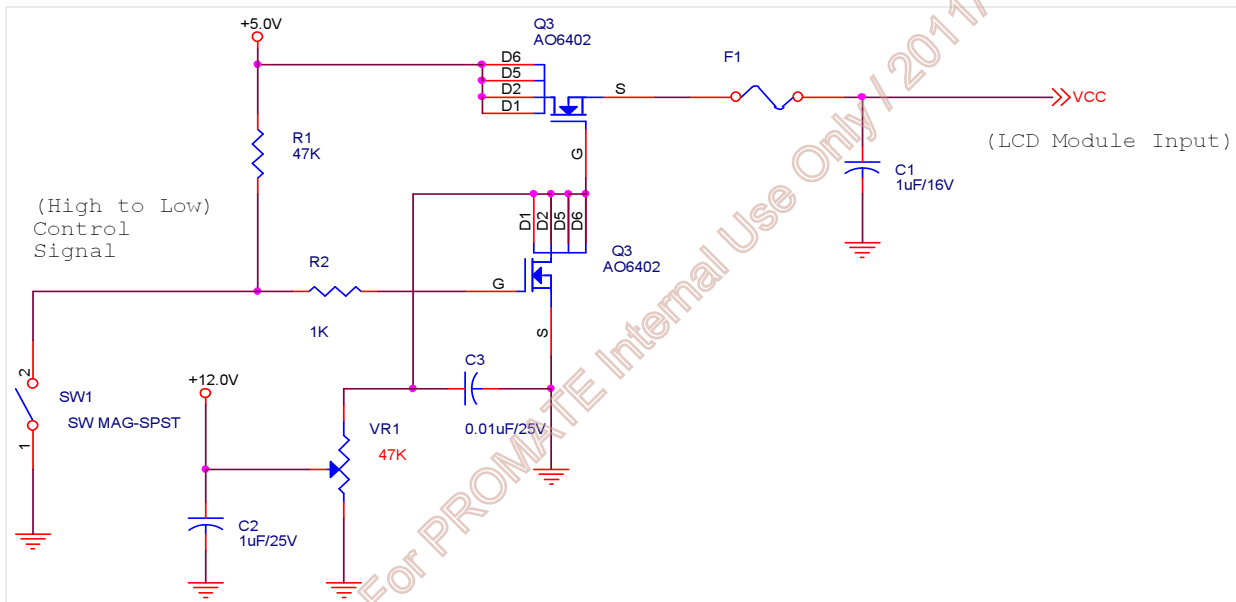 +5.0V
Q3
AO6402
D6
D5
D2
D1
S
G
F1
VCC
(LCD Module Input)
C1
1uF/16V
R1
47K
(High to Low)
Control
Signal
R2
1K
G
D1
D2
D5
D6
Q3
AO6402
S
2
1
SW1
SW MAG-SPST
+12.0V
C2
1uF/25V
VR1
47K
C3
0.01uF/25V
For PROMATE Internal Use Only / 2011/